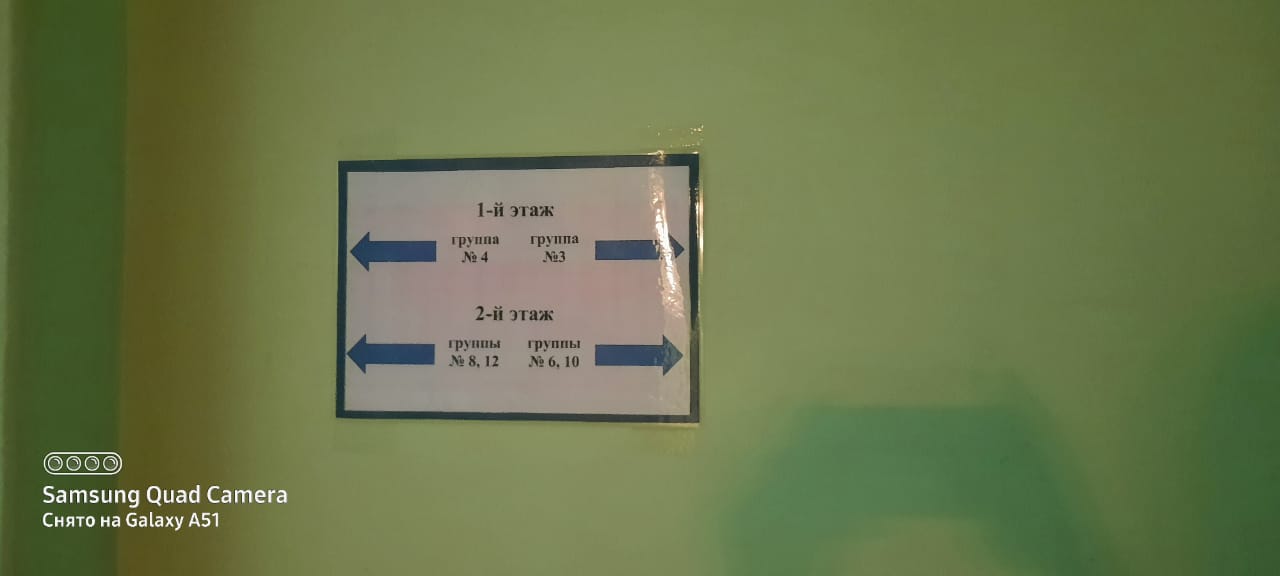 1-й этаж
группа группа
№ 4 №3
2-й этаж
группы группы
№ 8, 12 № 6, 10
Samsung Quad Camera
Снято на Galaxy A51